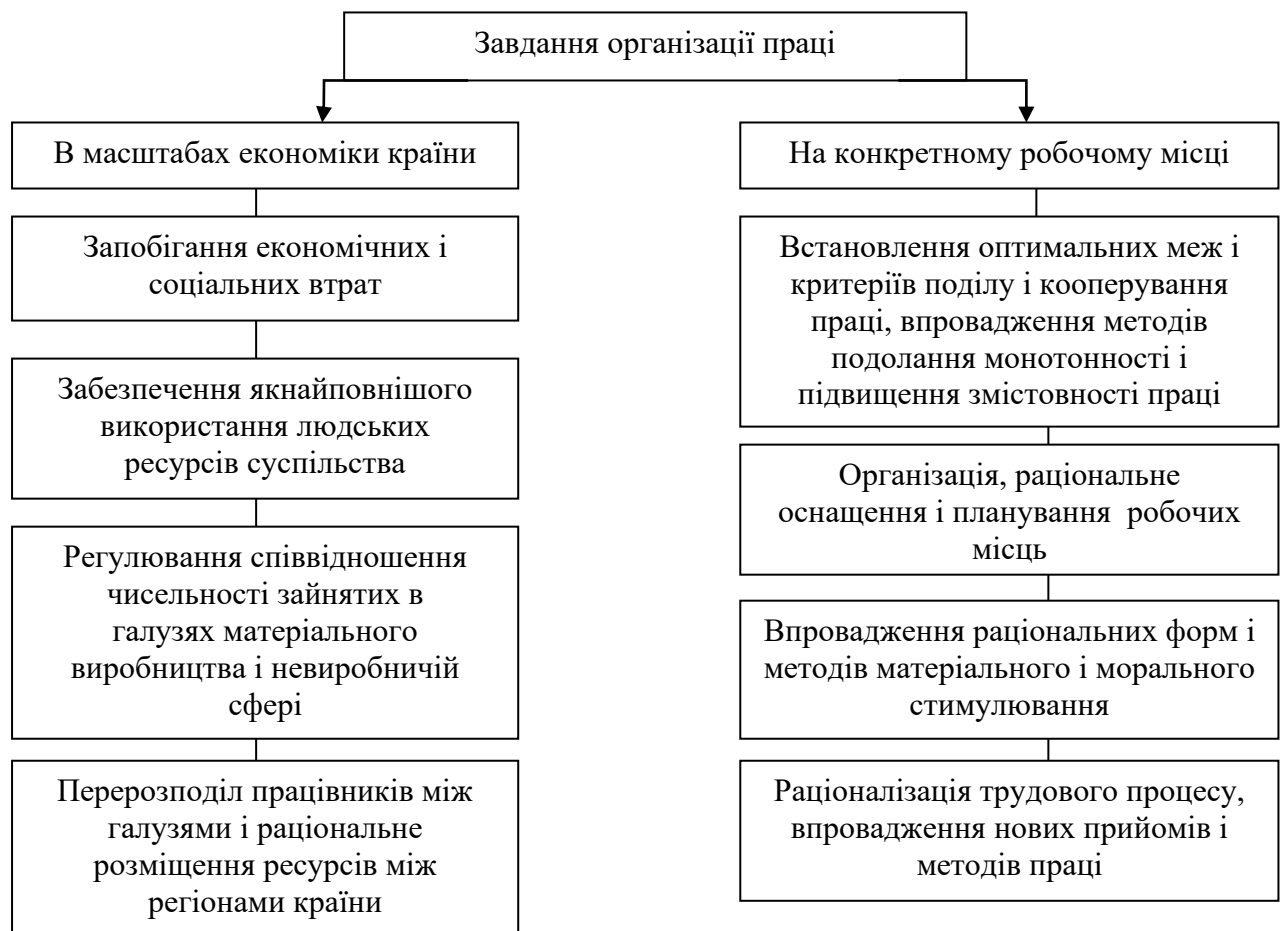 Завдання організації праці
В масштабах економіки країни
Запобігання економічних і
соціальних втрат
Забезпечення якнайповнішого
використання людських
ресурсів суспільства
Регулювання співвідношення
чисельності зайнятих в
галузях матеріального
виробництва і невиробничій
сфері
Перерозподіл працівників між
галузями і раціональне
розміщення ресурсів між
регіонами країни
На конкретному робочому місці
Встановлення оптимальних меж і
критеріїв поділу і кооперування
праці, впровадження методів
подолання монотонності і
підвищення змістовності праці
Організація, раціональне
оснащення і планування  робочих
місць
Впровадження раціональних форм і
методів матеріального і морального
стимулювання
Раціоналізація трудового процесу,
впровадження нових прийомів і
методів праці